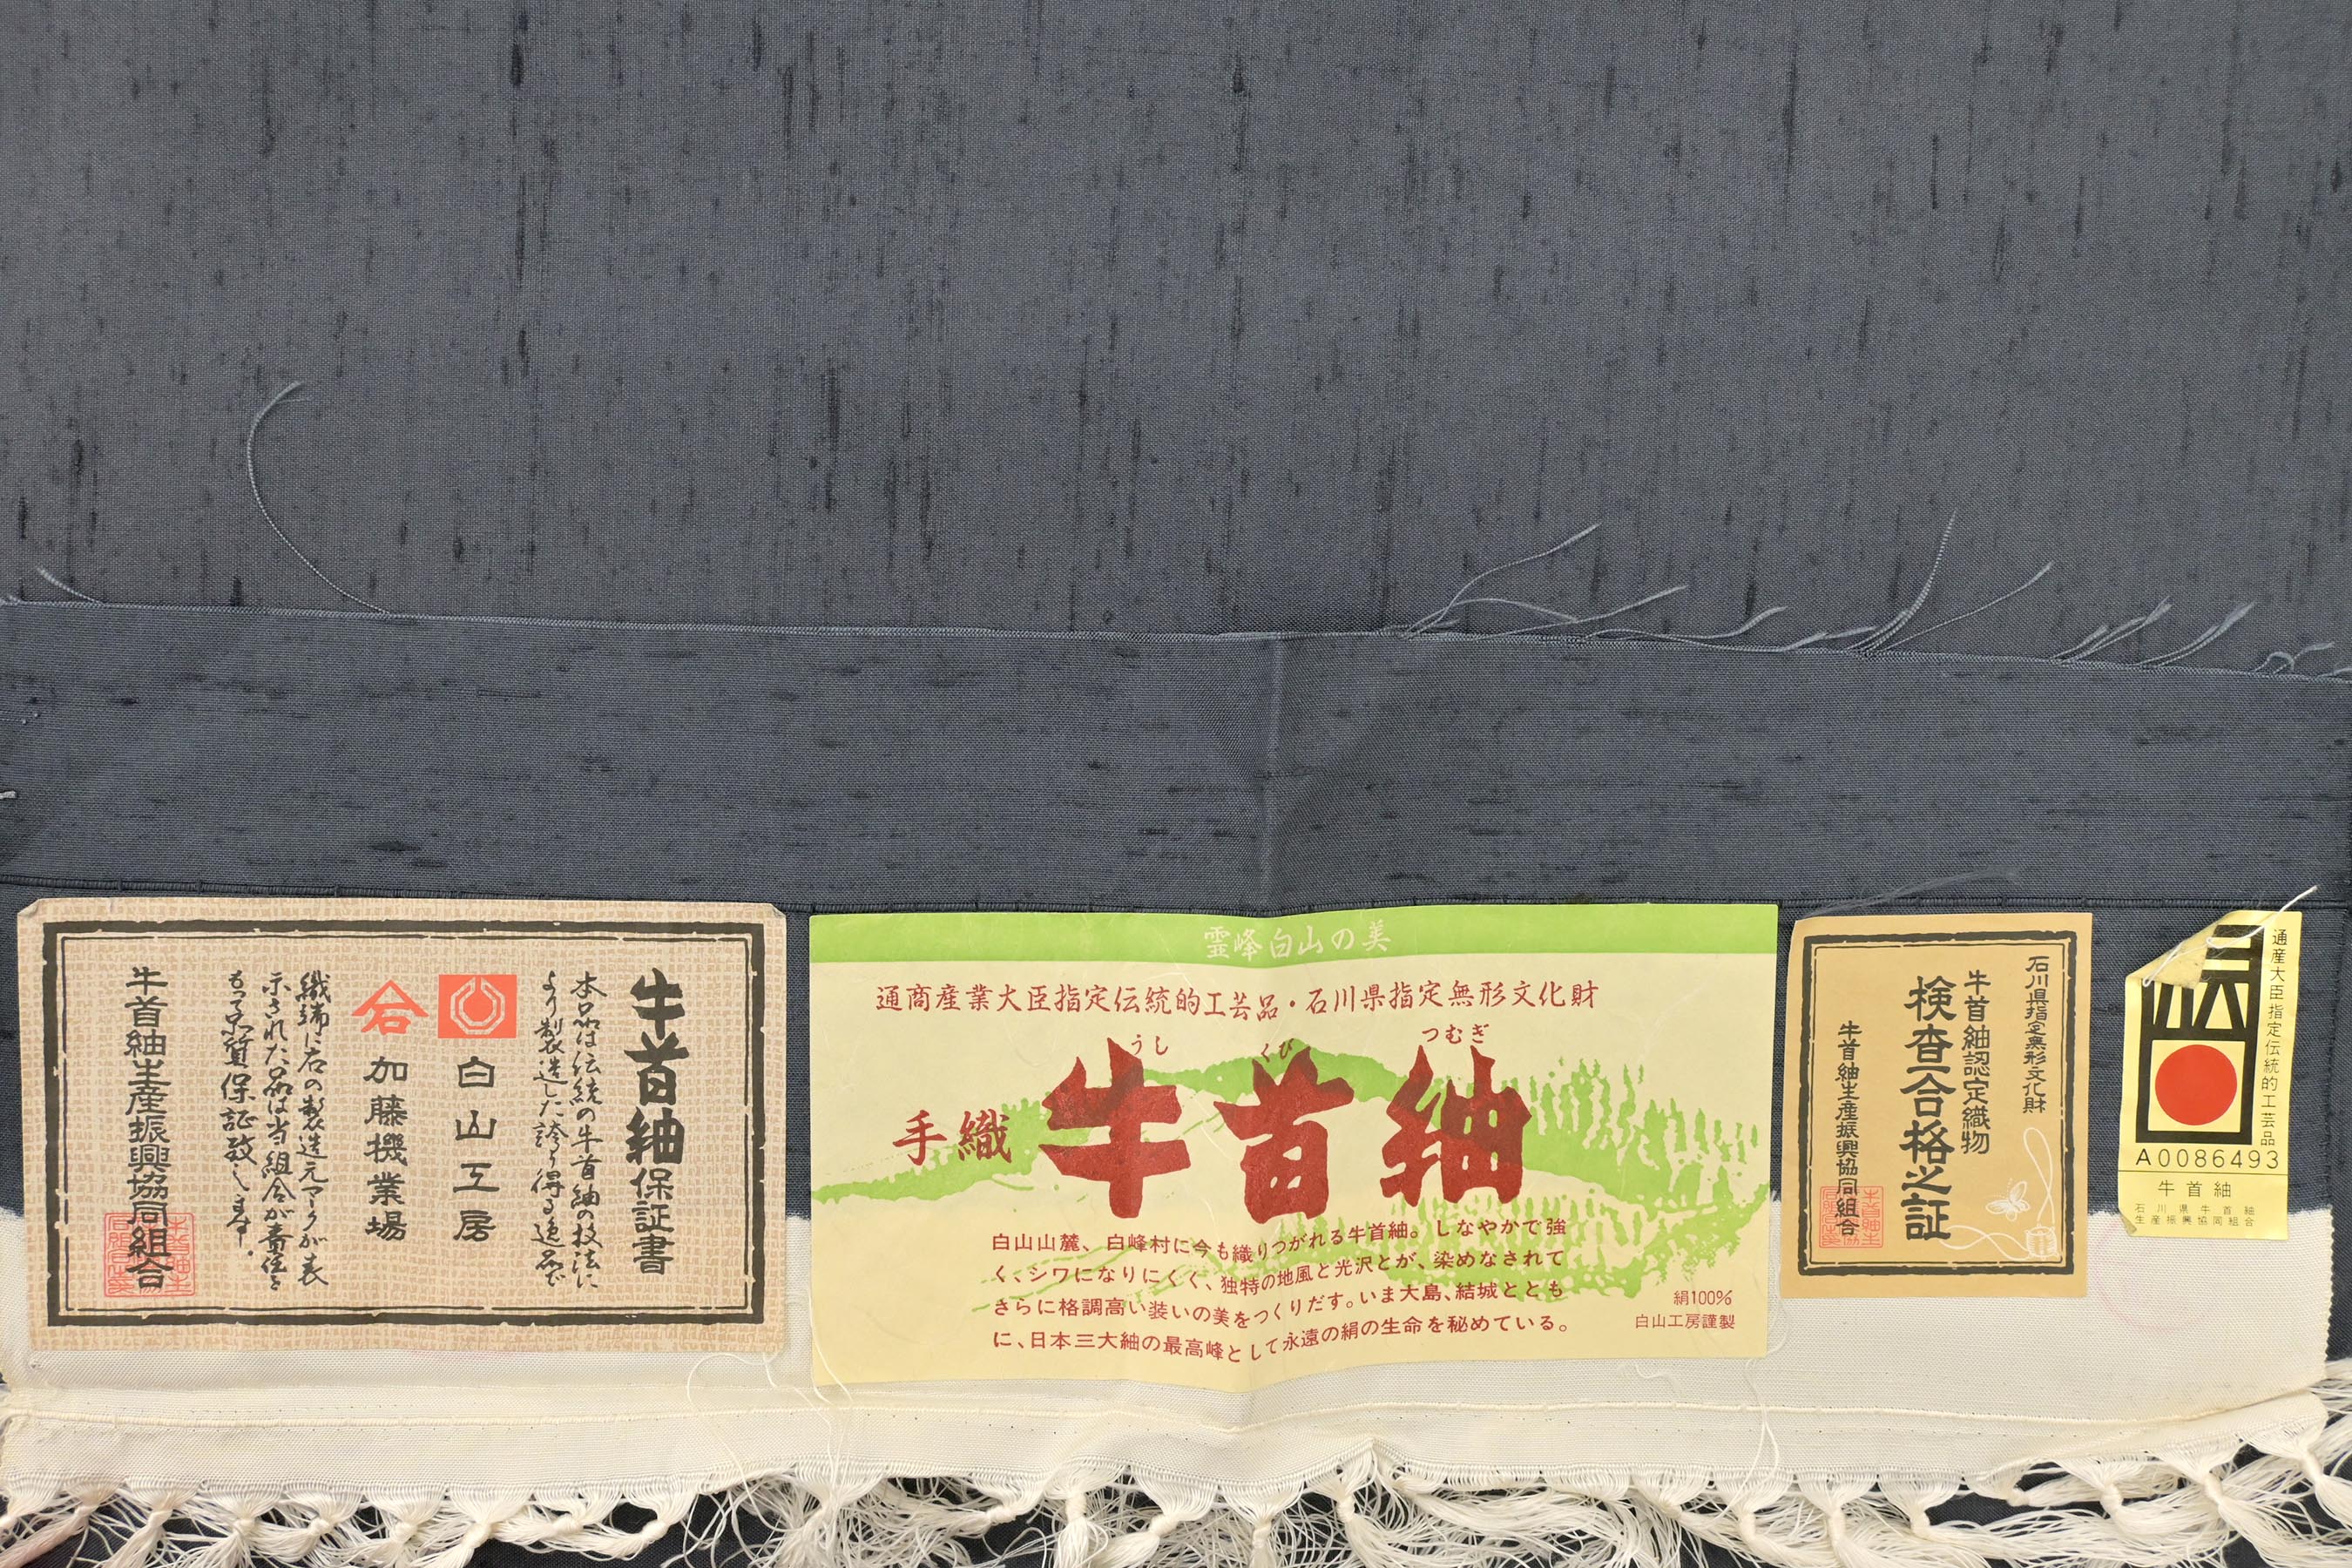 牛首紬保証書
本品は伝統の牛首紬の技法に
より製造した誇り得る逸品で
白山工房
加藤機業場
織端に右の製造元マークが表
示された品は当組合が責任を
もって品質保証致します。
牛首紬生産振興協同組合
霊峰白山の美
通商産業大臣指定伝統的工芸品・石川県指定無形文化財
うし くび つむぎ
手織 牛首紬
白山山麓、白峰村に今も織りつがれる牛首紬。しなやかで強
く、シワになりにくく、独特の地風と光沢とが、染めなされて
さらに格調高い装いの美をつくりだす。いま大島、結城ととも
に、日本三大紬の最高峰として永遠の絹の生命を秘めている。
絹100%
白山工房謹製
石川県指定無形文化財
牛首紬認定織物
検査合格之証
牛首紬生産振興協同組合
通産大臣指定伝統的工芸品
A0086493
牛首紬
石川県牛首紬
生産振興協同組合